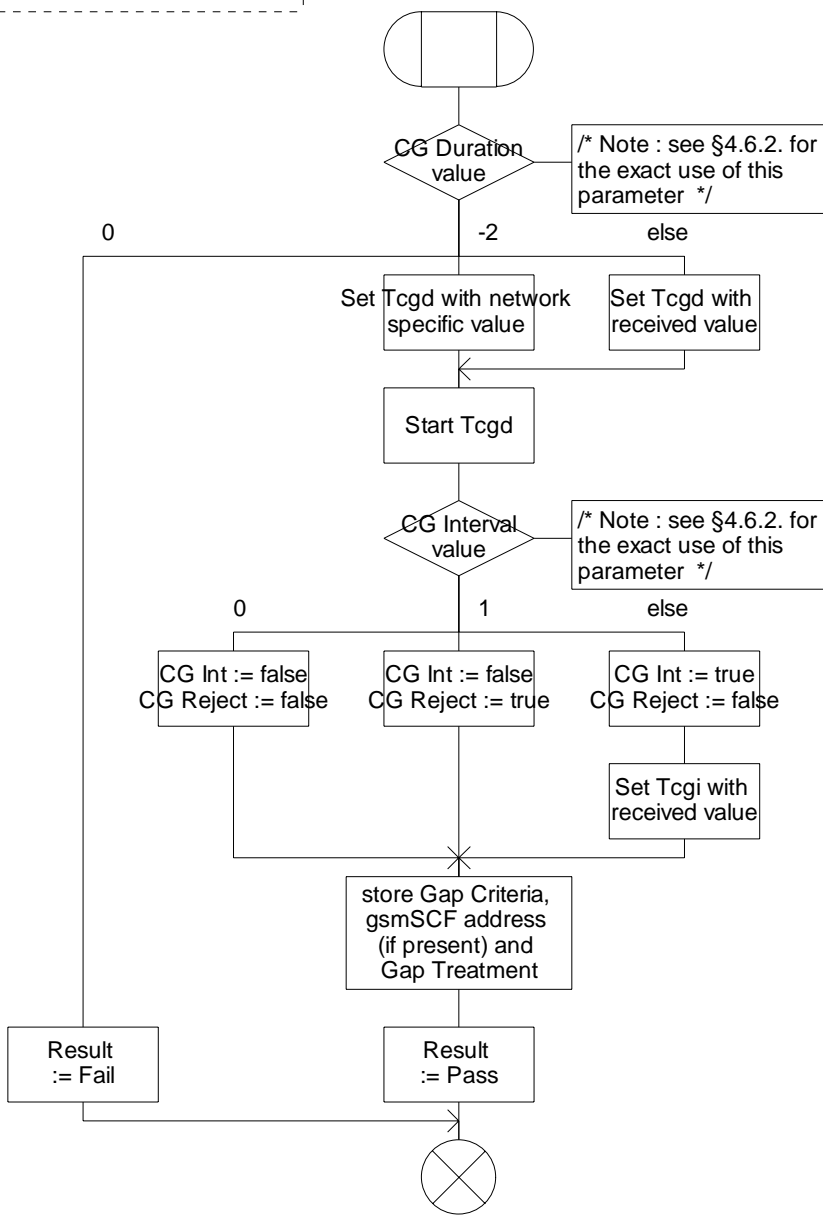 CG Duration
value
/* Note : see §4.6.2. for
the exact use of this
parameter */
0
-2
else
Set Tcgd with network
specific value
Set Tcgd with
received value
Start Tcgd
CG Interval
value
/* Note : see §4.6.2. for
the exact use of this
parameter */
0
1
else
CG Int := false
CG Reject := false
CG Int := false
CG Reject := true
CG Int := true
CG Reject := false
Set Tcgi with
received value
store Gap Criteria,
gsmSCF address
(if present) and
Gap Treatment
Result
:= Fail
Result
:= Pass